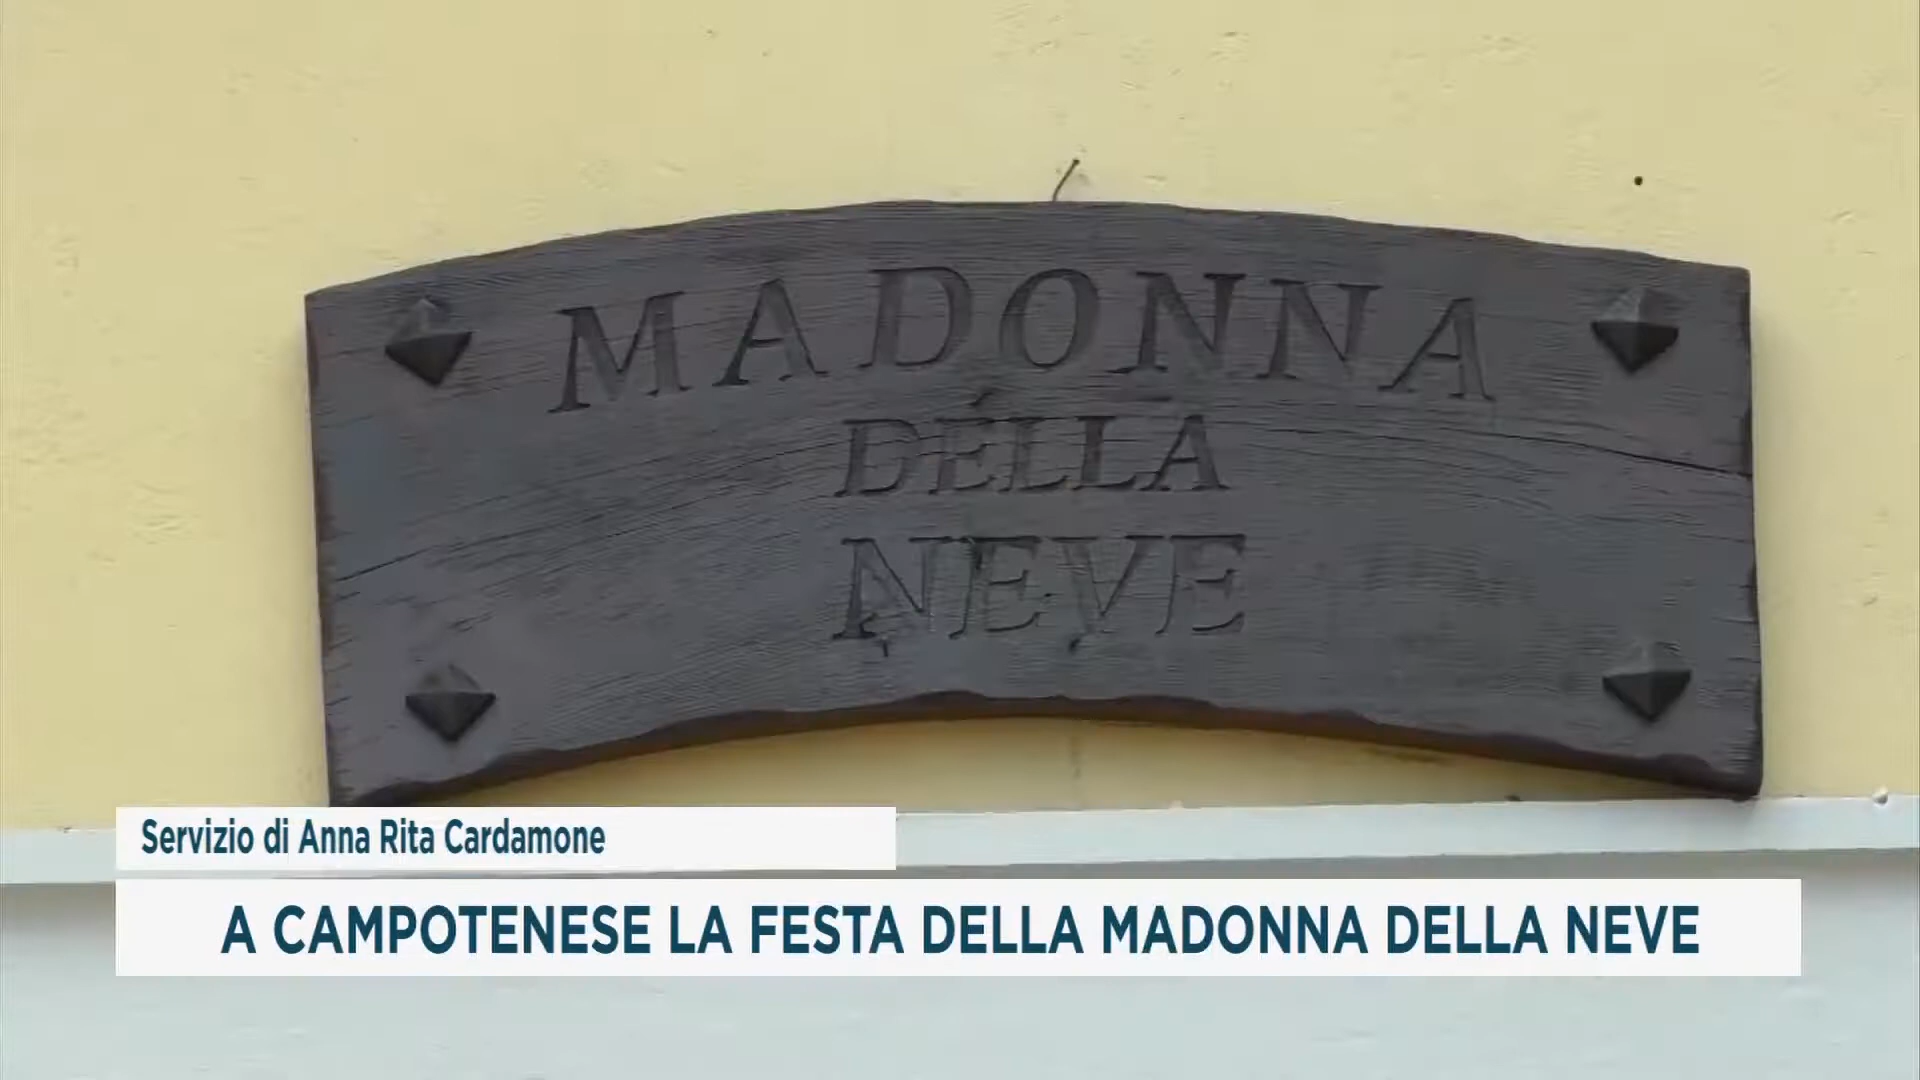 MADONNA
DELLA
NEVE
Servizio di Anna Rita Cardamone
A CAMPOTENESE LA FESTA DELLA MADONNA DELLA NEVE